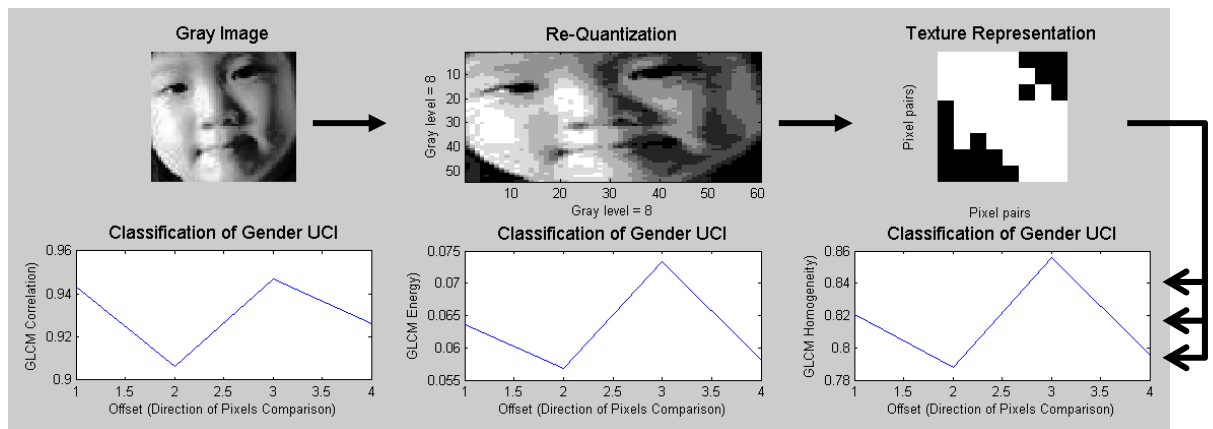 Gray Image
Re-Quantization
Texture Representation
Gray level = 8
10
20
30
40
50
10 20 30 40 50 60
Gray level = 8
Pixel pairs)
Pixel pairs
Classification of Gender UCI
GLCM Correlation)
0.96
0.94
0.92
0.9
1 1.5 2 2.5 3 3.5 4
Offset (Direction of Pixels Comparison)
Classification of Gender UCI
GLCM Energy)
0.075
0.07
0.065
0.06
0.055
1 1.5 2 2.5 3 3.5 4
Offset (Direction of Pixels Comparison)
Classification of Gender UCI
GLCM Homogeneity)
0.86
0.84
0.82
0.8
0.78
1 1.5 2 2.5 3 3.5 4
Offset (Direction of Pixels Comparison)